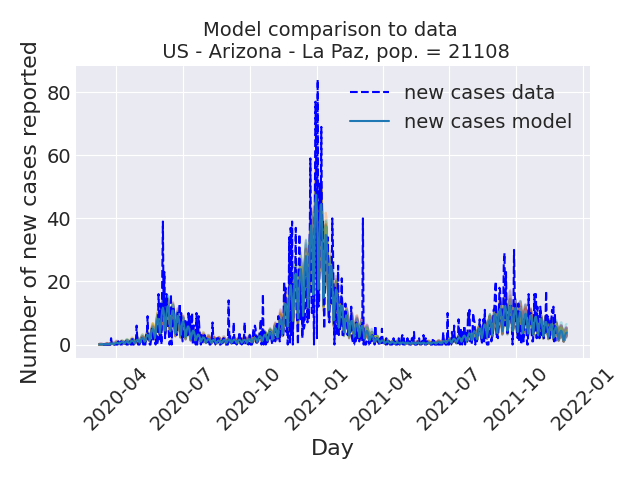 Model comparison to data
US - Arizona - La Paz, pop. = 21108
new cases data
new cases model
Number of new cases reported
80
60
40
20
0
2020-04
2020-07
2020-10
2021-01
2021-04
2021-07
2021-10
2022-01
Day